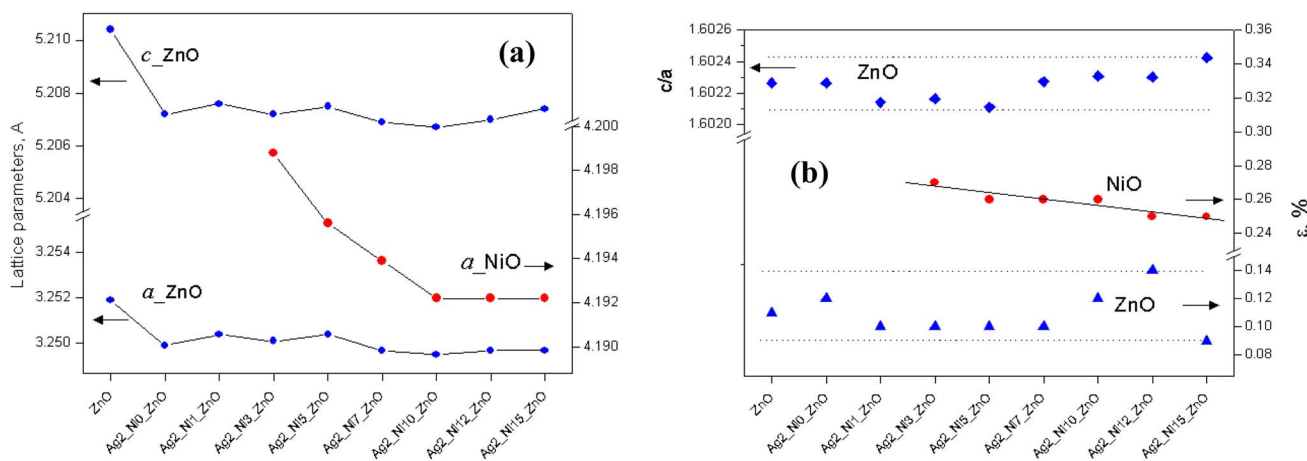 (a)
Lattice parameters, A
5.210
5.208
5.206
5.204
3.254
3.252
3.250
c_ZnO
a_ZnO
a_NiO
4.200
4.198
4.196
4.194
4.192
4.190
ZnO
Ag2_Ni0_ZnO
Ag2_Ni1_ZnO
Ag2_Ni3_ZnO
Ag2_Ni5_ZnO
Ag2_Ni7_ZnO
Ag2_Ni10_ZnO
Ag2_Ni12_ZnO
Ag2_Ni15_ZnO
(b)
c/a
1.6026
1.6024
1.6022
1.6020
ZnO
NiO
ZnO
0.36
0.34
0.32
0.30
0.26
0.24
0.14
0.12
0.10
0.08
ε, %
ZnO
Ag2_Ni0_ZnO
Ag2_Ni1_ZnO
Ag2_Ni3_ZnO
Ag2_Ni5_ZnO
Ag2_Ni7_ZnO
Ag2_Ni10_ZnO
Ag2_Ni12_ZnO
Ag2_Ni15_ZnO